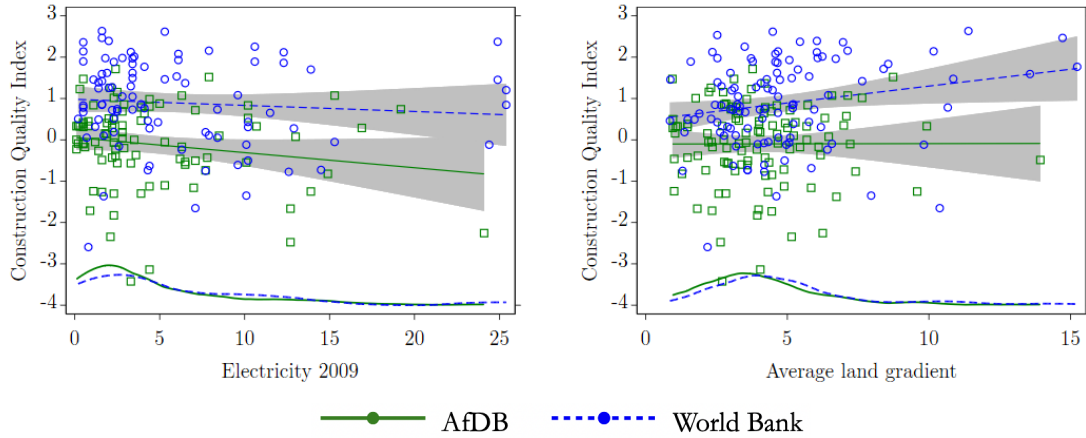 Construction Quality Index
3
2
1
0
-1
-2
-3
-4
0 5 10 15 20 25
Electricity 2009
Construction Quality Index
3
2
1
0
-1
-2
-3
-4
0 5 10 15
Average land gradient
AfDB World Bank